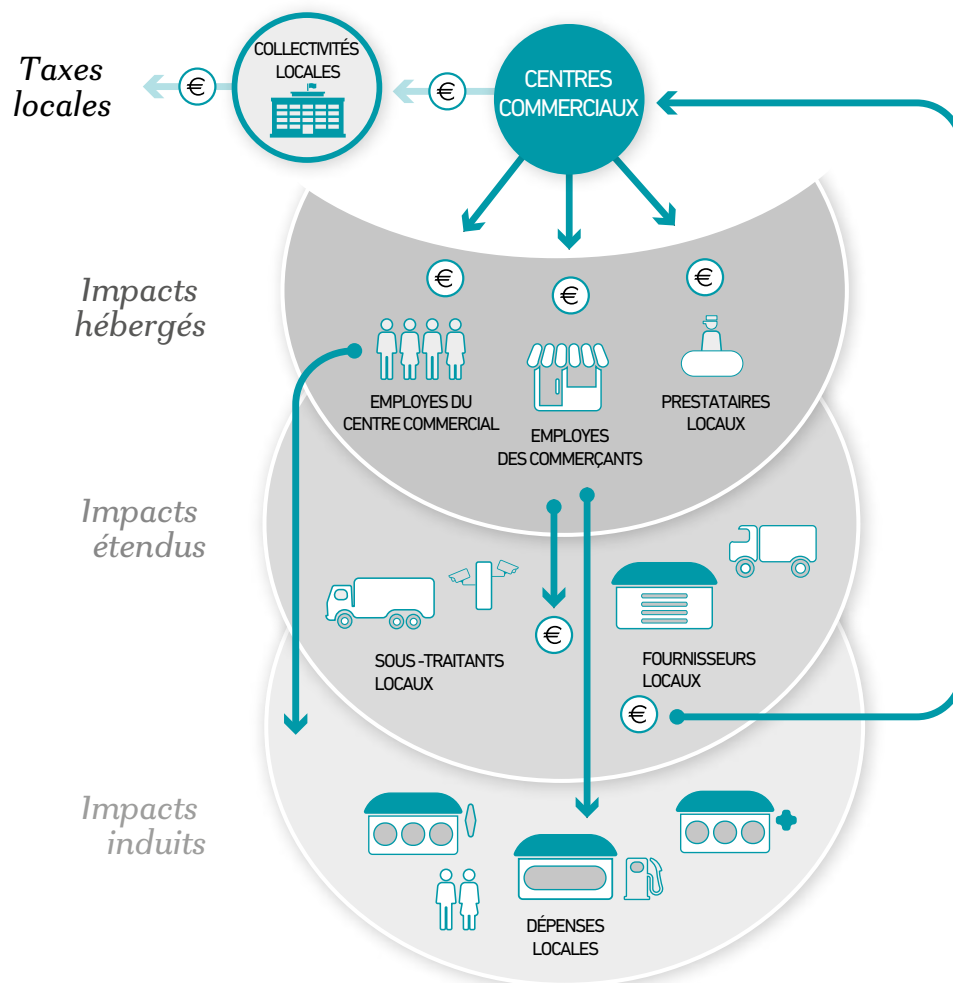 Taxes
locales
€
COLLECTIVITÉS
LOCALES
€
CENTRES
COMMERCIAUX
Impacts
hébergés
€
€
€
EMPLOYES DU
CENTRE COMMERCIAL
EMPLOYES
DES COMMERÇANTS
PRESTATAIRES
LOCAUX
Impacts
étendus
SOUS -TRAITANTS
LOCAUX
€
FOURNISSEURS
LOCAUX
€
Impacts
induits
DÉPENSES
LOCALES